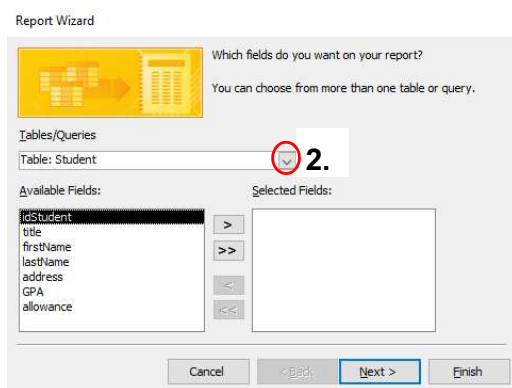 Report Wizard
Which fields do you want on your report?
You can choose from more than one table or query.
Tables/Queries
Table: Student
2.
Available Fields:
Selected Fields:
idStudent
title
firstName
lastName
address
GPA
allowance
>
>>
<
<<
Cancel
< Back
Next >
Finish